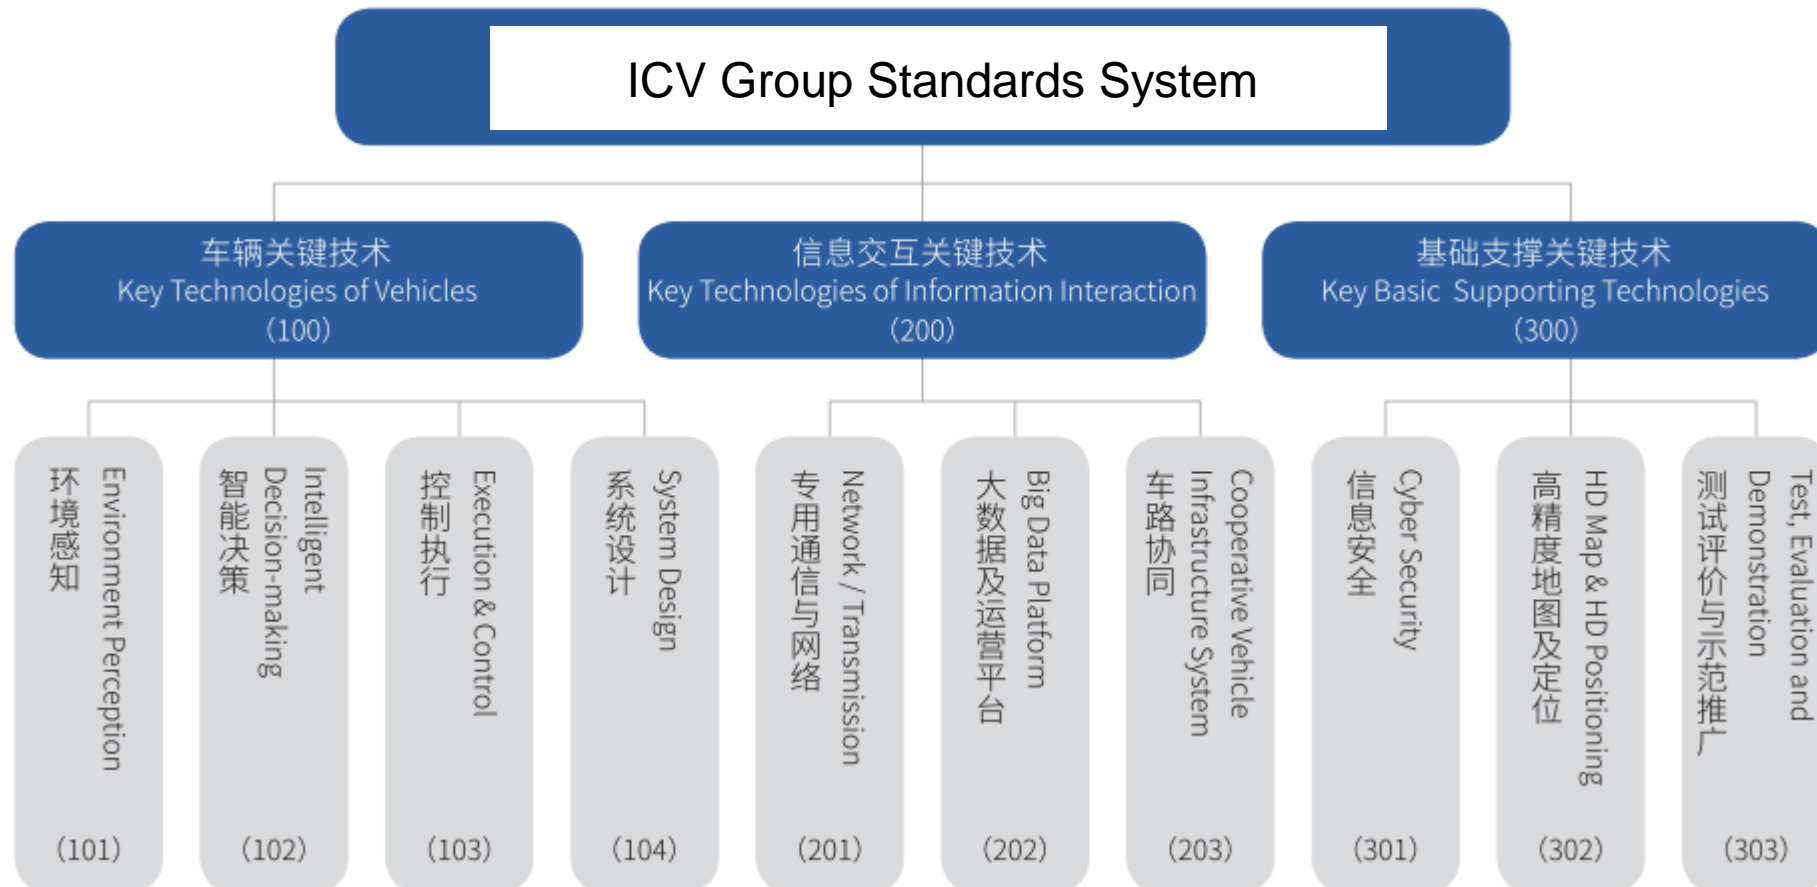 ICV Group Standards System
车辆关键技术
Key Technologies of Vehicles
（100）
信息交互关键技术
Key Technologies of Information Interaction
（200）
基础支撑关键技术
Key Basic Supporting Technologies
（300）
Environment Perception
环境感知
（101）
Intelligent
Decision-making
智能决策
（102）
Execution & Control
控制执行
（103）
System Design
系统设计
（104）
Network / Transmission
专用通信与网络
（201）
Big Data Platform
大数据及运营平台
（202）
Cooperative Vehicle
Infrastructure System
车路协同
（203）
Cyber Security
信息安全
（301）
HD Map & HD Positioning
高精度地图及定位
（302）
Test, Evaluation and
Demonstration
测试评价与示范推广
（303）